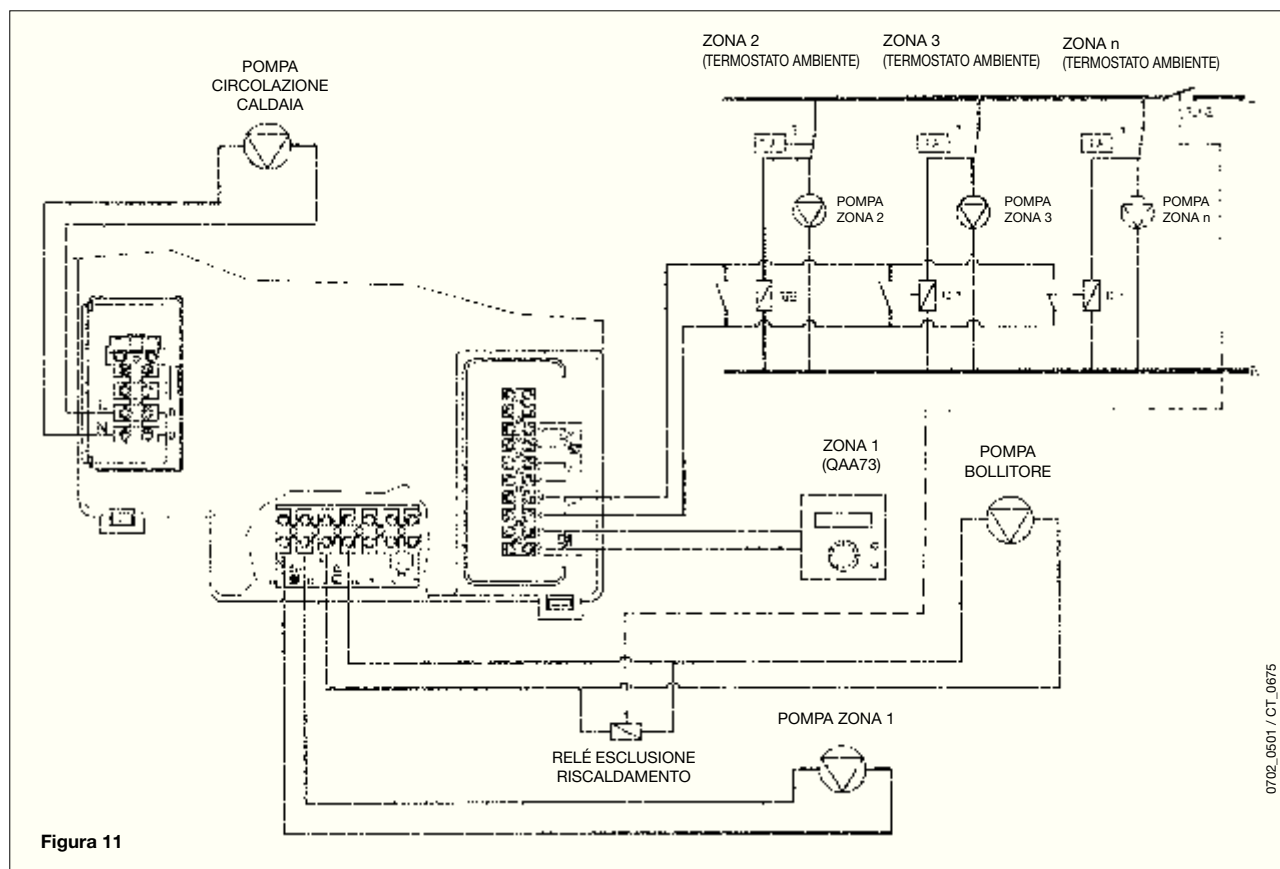 ZONA 2
(TERMOSTATO AMBIENTE)
ZONA 3
(TERMOSTATO AMBIENTE)
ZONA n
(TERMOSTATO AMBIENTE)
POMPA
CIRCOLAZIONE
CALDAIA
POMPA
ZONA 2
POMPA
ZONA 3
POMPA
ZONA n
ZONA 1
(QAA73)
POMPA
BOLLITORE
POMPA ZONA 1
RELÉ ESCLUSIONE
RISCALDAMENTO
Figura 11
0702_0501 / CT_0675